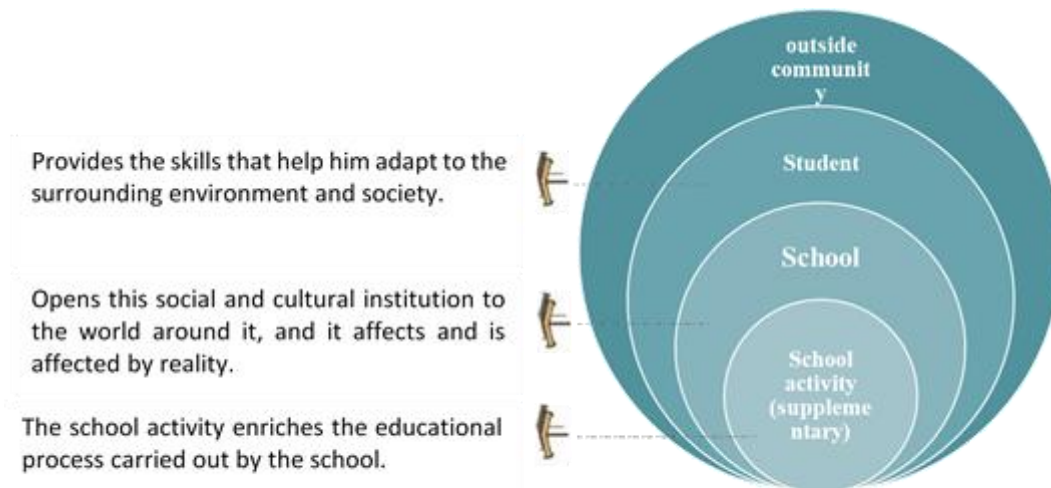 outside
communit
y
Student
Provides the skills that help him adapt to the
surrounding environment and society.
School
Opens this social and cultural institution to
the world around it, and it affects and is
affected by reality.
School
activity
(suppleme
ntary)
The school activity enriches the educational
process carried out by the school.